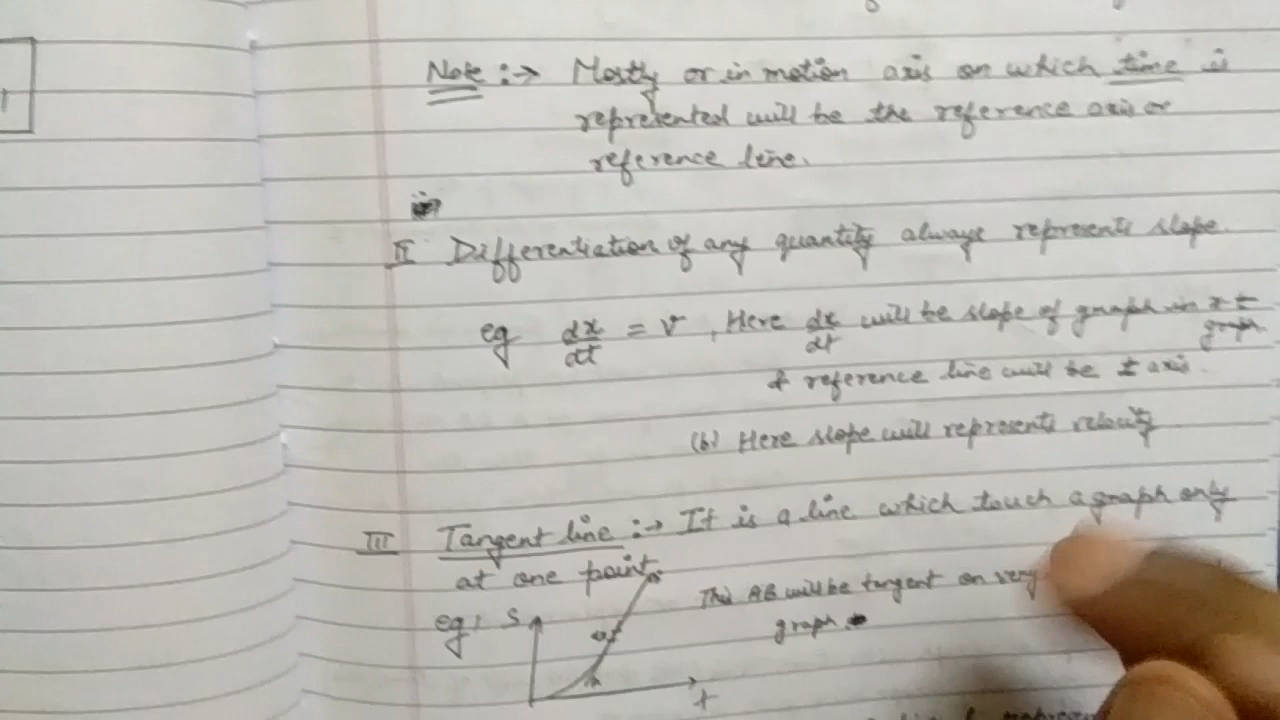 Note :→ Mostly or in motion axis on which time is
represented will be the reference axis or
reference line.
II Differentiation of any quantity always represents slope.
eg dx/dt = v, Here dx/dt will be slope of graph in x-t graph
& reference line will be t axis.
(b) Here slope will represents velocity
III Tangent line :→ It is a line which touch a graph only
at one point.
eg: S
This AB will be tangent on
graph.
t